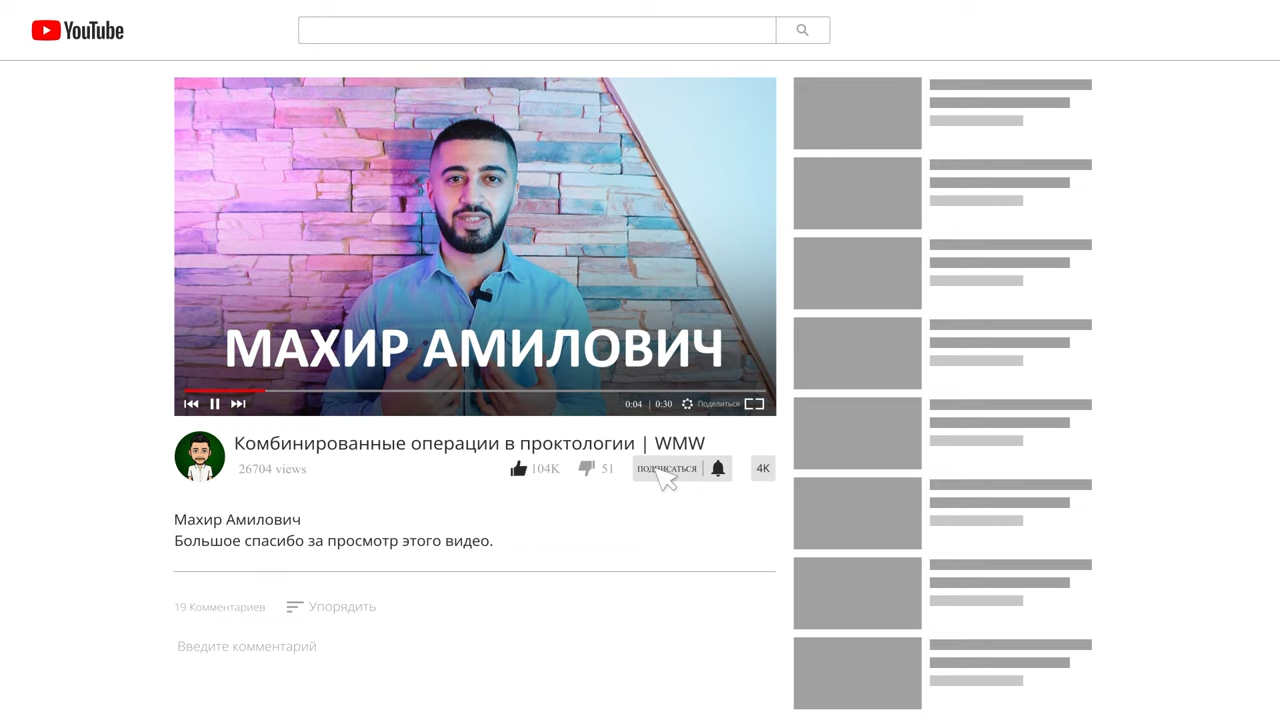 YouTube
МАХИР АМИЛОВИЧ
0:04 | 0:30 Поделиться
Комбинированные операции в проктологии | WMW
26704 views
104K
51
ПОДПИСАТЬСЯ
4K
Махир Амилович
Большое спасибо за просмотр этого видео.
19 Комментариев
Упорядить
Введите комментарий